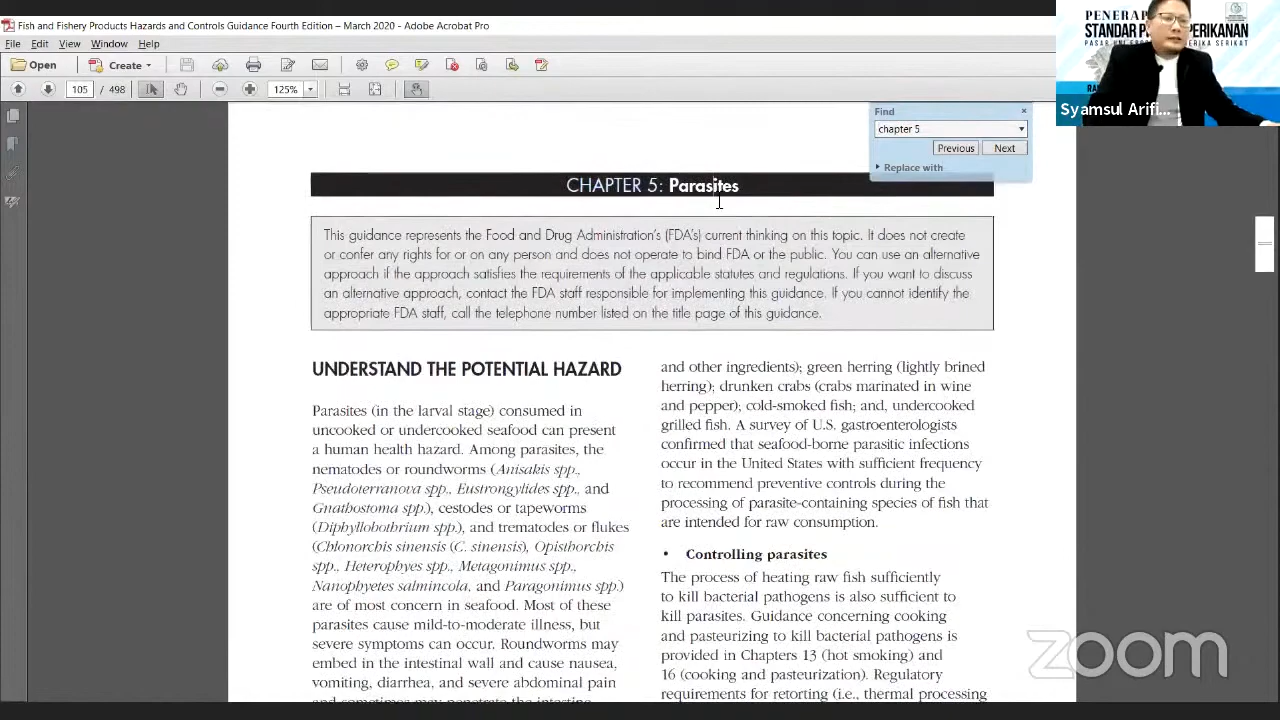 Fish and Fishery Products Hazards and Controls Guidance Fourth Edition – March 2020 - Adobe Acrobat Pro
File Edit View Window Help
Open Create
105 / 498 125%
Find
chapter 5
Previous Next
Replace with
PENERAP
STANDAR P PERIKANAN
Syamsul Arifi...
CHAPTER 5: Parasites
This guidance represents the Food and Drug Administration's (FDA's) current thinking on this topic. It does not create
or confer any rights for or on any person and does not operate to bind FDA or the public. You can use an alternative
approach if the approach satisfies the requirements of the applicable statutes and regulations. If you want to discuss
an alternative approach, contact the FDA staff responsible for implementing this guidance. If you cannot identify the
appropriate FDA staff, call the telephone number listed on the title page of this guidance.
UNDERSTAND THE POTENTIAL HAZARD
Parasites (in the larval stage) consumed in
uncooked or undercooked seafood can present
a human health hazard. Among parasites, the
nematodes or roundworms (Anisakis spp.,
Pseudoterranova spp., Eustrongylides spp., and
Gnathostoma spp.), cestodes or tapeworms
(Diphyllobothrium spp.), and trematodes or flukes
(Chlonorchis sinensis (C. sinensis), Opisthorchis
spp., Heterophyes spp., Metagonimus spp.,
Nanophyetes salmincola, and Paragonimus spp.)
are of most concern in seafood. Most of these
parasites cause mild-to-moderate illness, but
severe symptoms can occur. Roundworms may
embed in the intestinal wall and cause nausea,
vomiting, diarrhea, and severe abdominal pain
and sometimes may penetrate the intestine.
and other ingredients); green herring (lightly brined
herring); drunken crabs (crabs marinated in wine
and pepper); cold-smoked fish; and, undercooked
grilled fish. A survey of U.S. gastroenterologists
confirmed that seafood-borne parasitic infections
occur in the United States with sufficient frequency
to recommend preventive controls during the
processing of parasite-containing species of fish that
are intended for raw consumption.
• Controlling parasites
The process of heating raw fish sufficiently
to kill bacterial pathogens is also sufficient to
kill parasites. Guidance concerning cooking
and pasteurizing to kill bacterial pathogens is
provided in Chapters 13 (hot smoking) and
16 (cooking and pasteurization). Regulatory
requirements for retorting (i.e., thermal processing
zoom